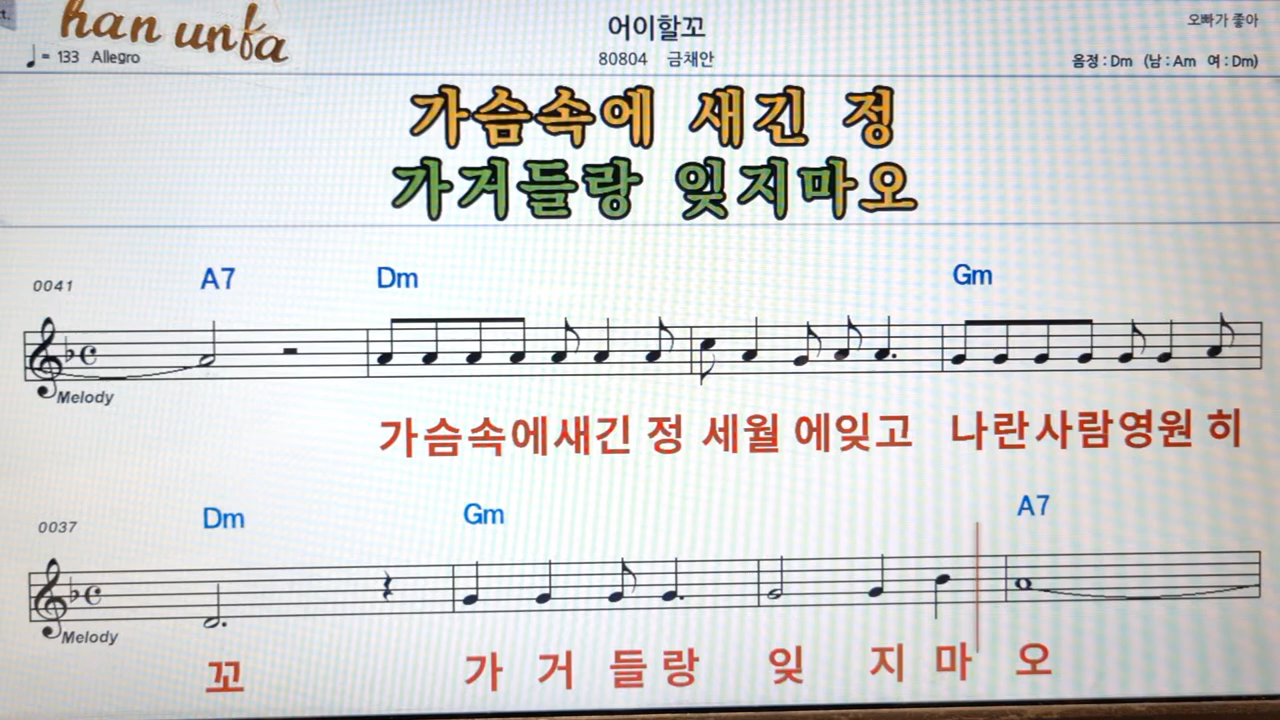 han unfa
어이할꼬
오빠가 좋아
♩= 133 Allegro
80804 금채안
음정 : Dm (남 : Am 여 : Dm)
가슴속에 새긴 정
가거들랑 잊지마오
0041 A7 Dm Gm
Melody
가슴속에새긴 정 세월 에잊고 나란사람영원 히
0037 Dm Gm A7
Melody
꼬 가 거 들 랑 잊 지 마 오